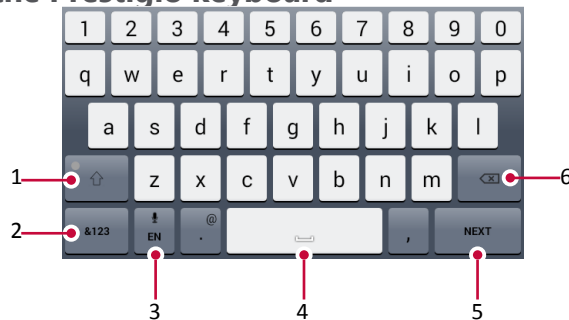 the Prestigio keyboard
1 2 3 4 5 6 7 8 9 0
q w e r t y u i o p
a s d f g h j k l
1 z x c v b n m 6
2 &123 EN . @ , NEXT
3 4 5